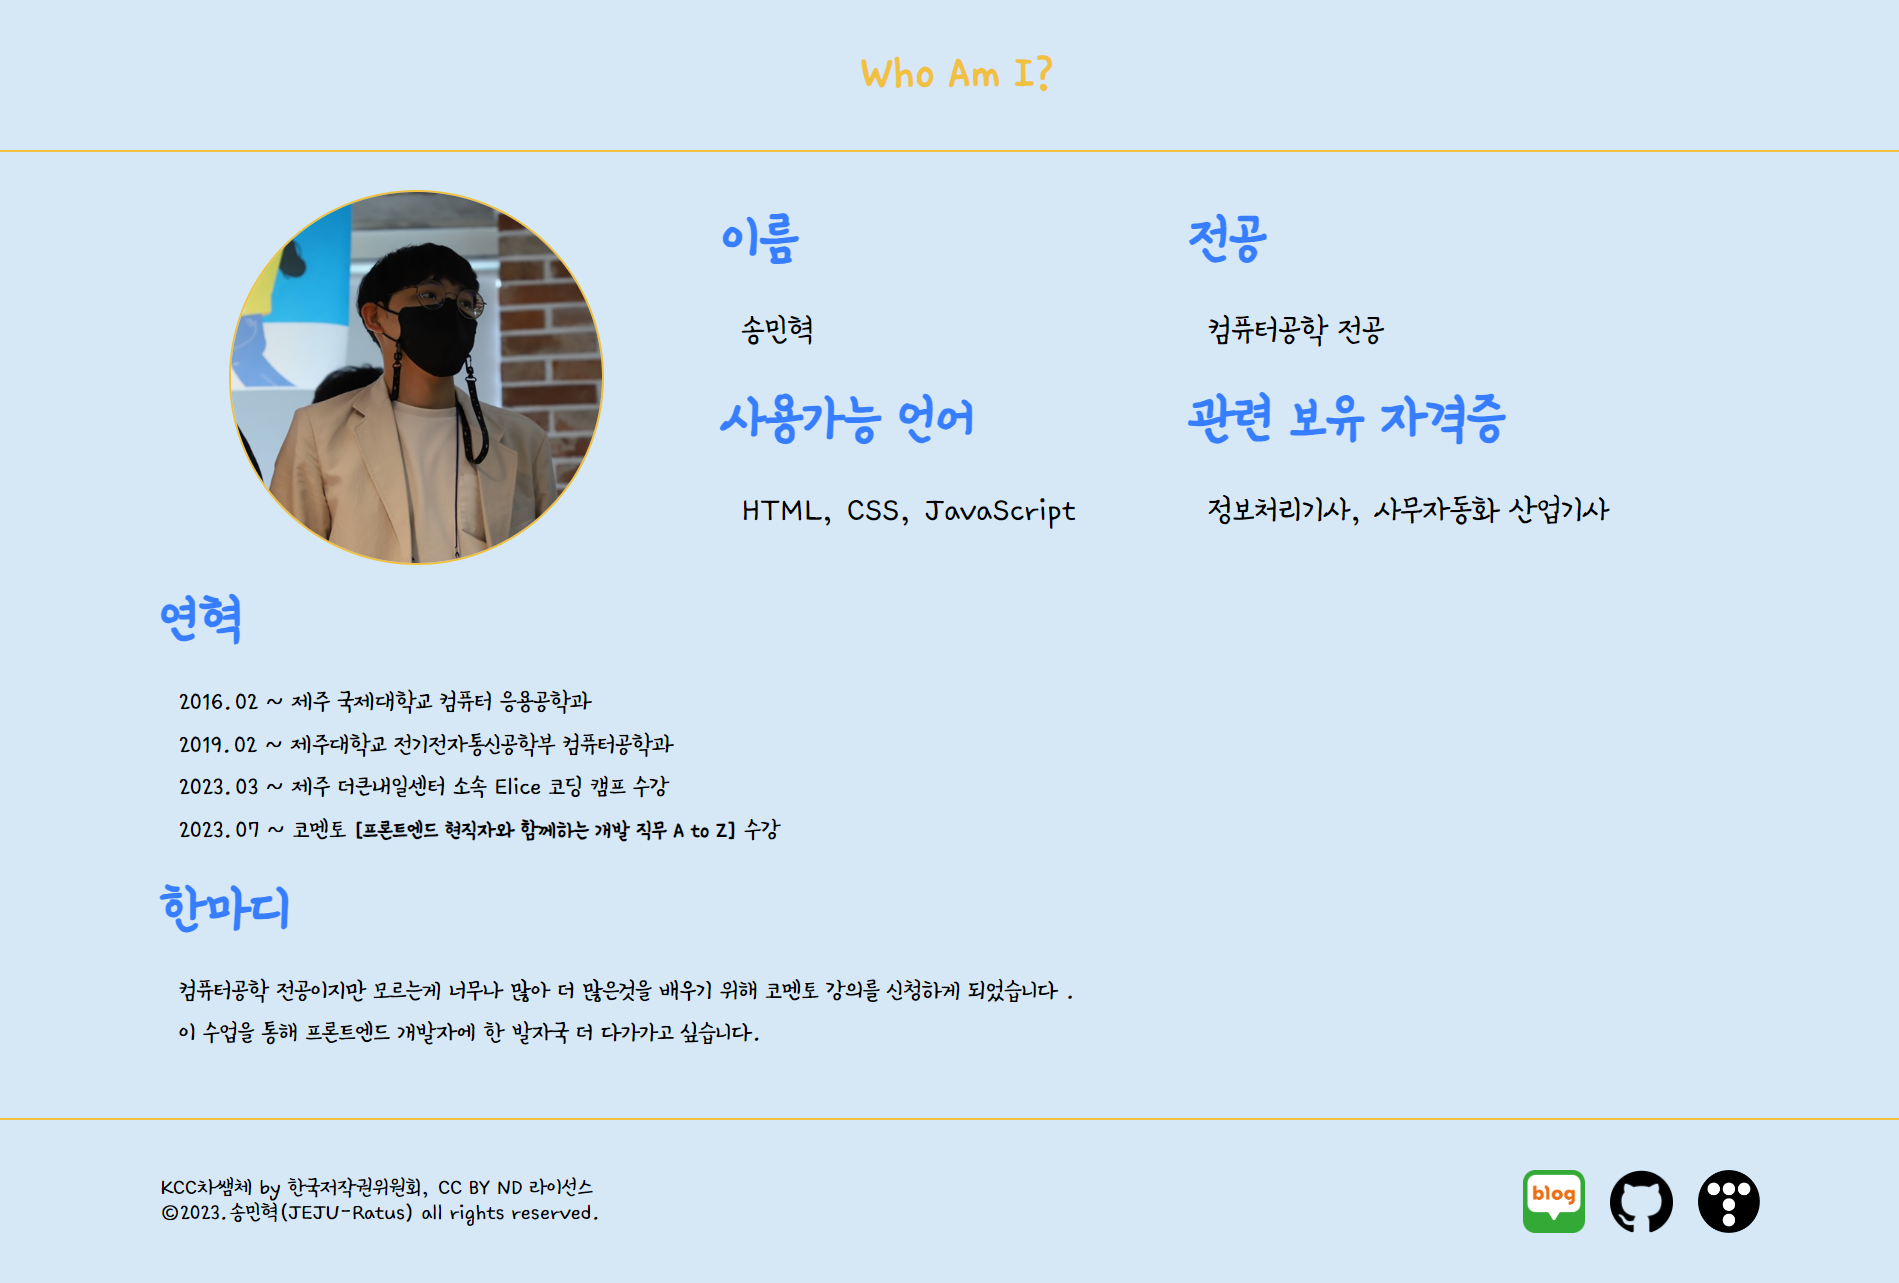 Who Am I?
이름
송민혁
전공
컴퓨터공학 전공
사용가능 언어
HTML, CSS, JavaScript
관련 보유 자격증
정보처리기사, 사무자동화 산업기사
연혁
2016.02 ~ 제주 국제대학교 컴퓨터 응용공학과
2019.02 ~ 제주대학교 전기전자통신공학부 컴퓨터공학과
2023.03 ~ 제주 더큰내일센터 소속 Elice 코딩 캠프 수강
2023.07 ~ 코멘토 [프론트엔드 현직자와 함께하는 개발 직무 A to Z] 수강
한마디
컴퓨터공학 전공이지만 모르는게 너무나 많아 더 많은것을 배우기 위해 코멘토 강의를 신청하게 되었습니다 .
이 수업을 통해 프론트엔드 개발자에 한 발자국 더 다가가고 싶습니다.
KCC차쌤체 by 한국저작권위원회, CC BY ND 라이선스
©2023.송민혁(JEJU-Ratus) all rights reserved.
blog